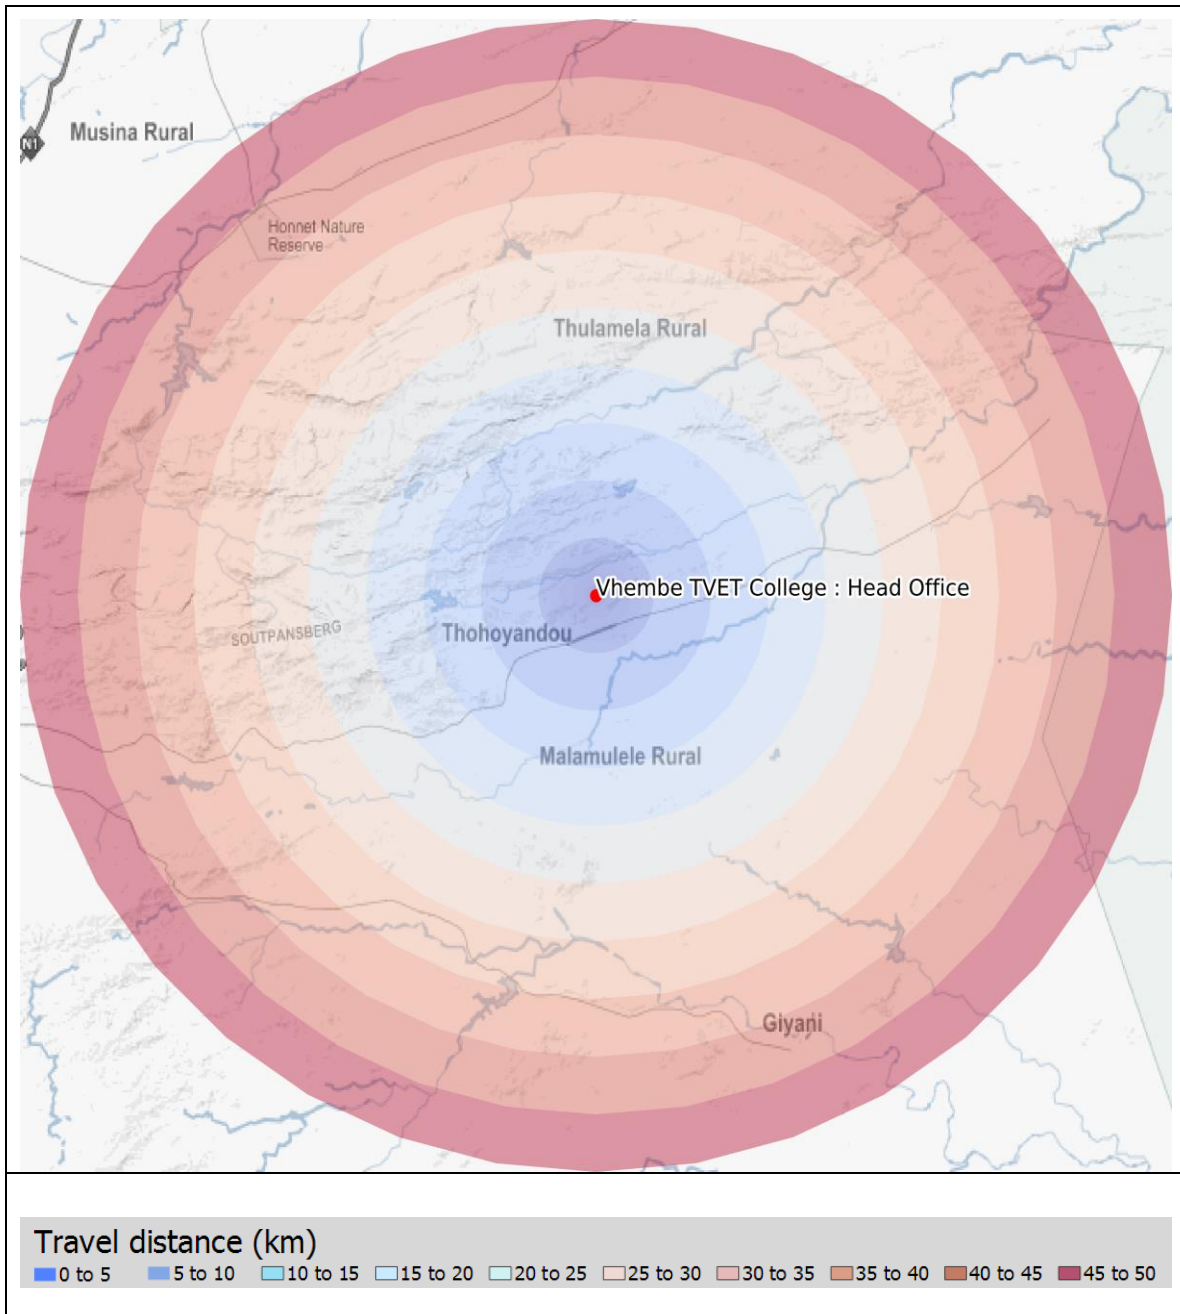 N1
Musina Rural
Honnet Nature
Reserve
Thulamela Rural
Vhembe TVET College : Head Office
SOUTPANSBERG
Thohoyandou
Malamulele Rural
Giyani
Travel distance (km)
0 to 5 5 to 10 10 to 15 15 to 20 20 to 25 25 to 30 30 to 35 35 to 40 40 to 45 45 to 50